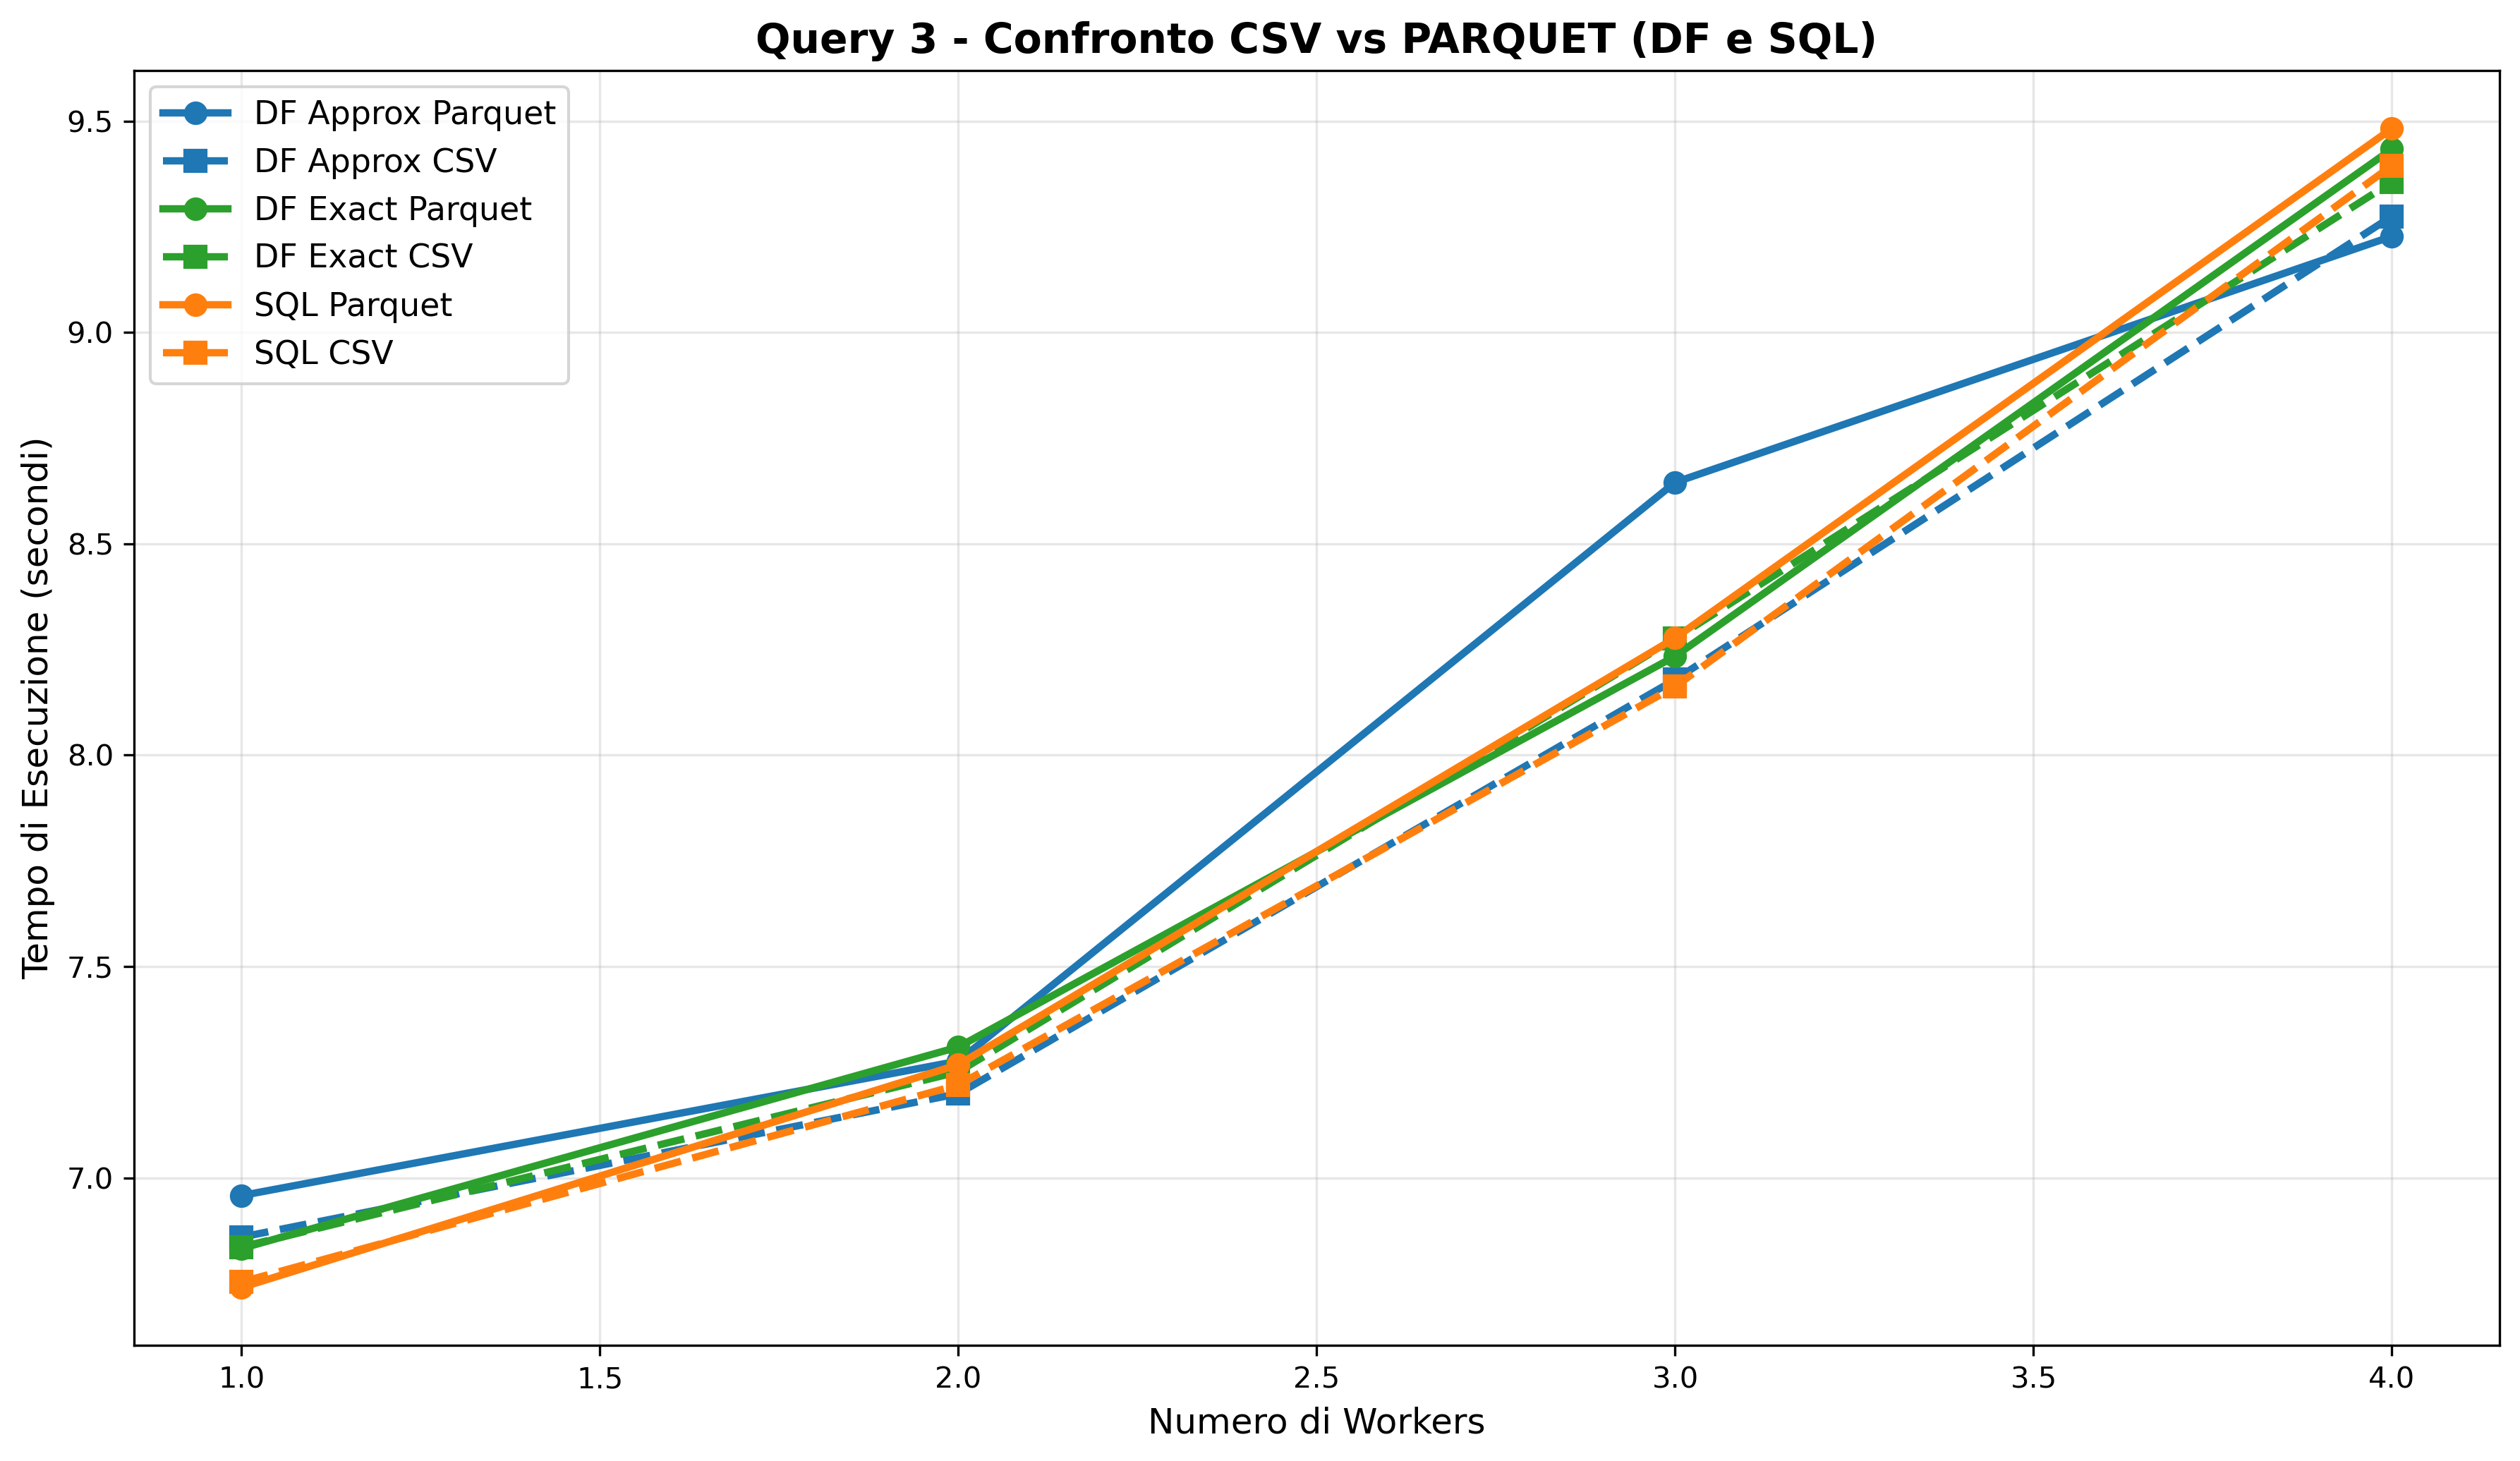 Query 3 - Confronto CSV vs PARQUET (DF e SQL)
DF Approx Parquet
DF Approx CSV
DF Exact Parquet
DF Exact CSV
SQL Parquet
SQL CSV
Tempo di Esecuzione (secondi)
9.5
9.0
8.5
8.0
7.5
7.0
1.0
1.5
2.0
2.5
3.0
3.5
4.0
Numero di Workers